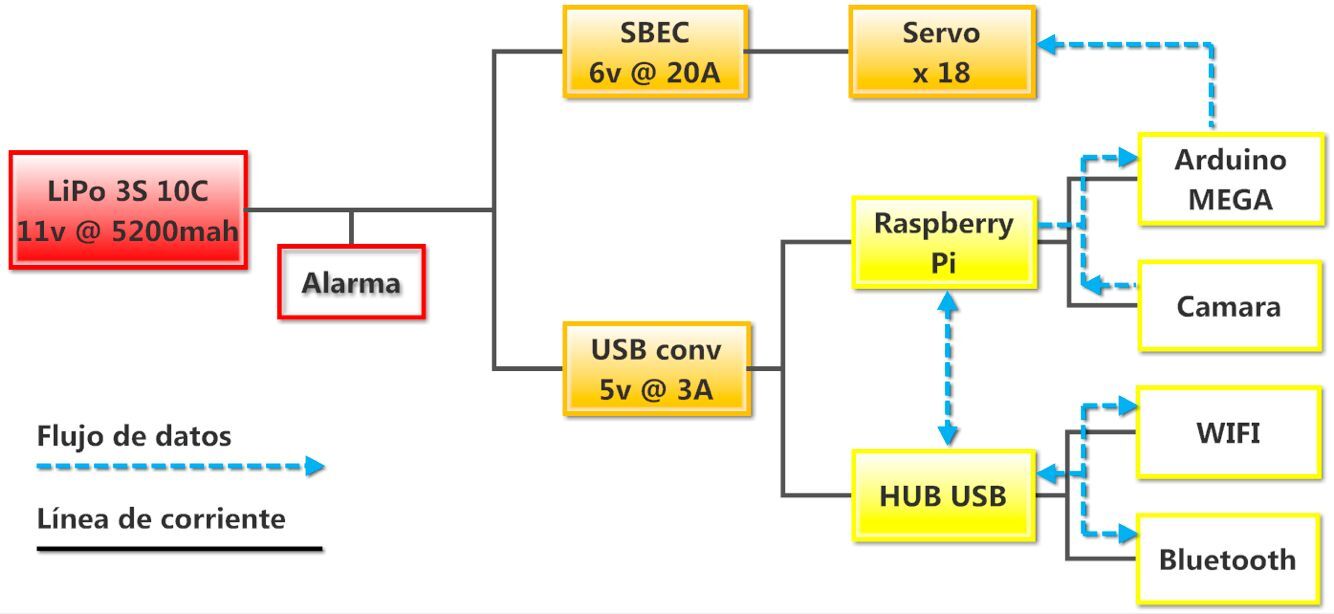 SBEC
6v @ 20A
Servo
x 18
LiPo 3S 10C
11v @ 5200mah
Alarma
Arduino
MEGA
Raspberry
Pi
Camara
USB conv
5v @ 3A
Flujo de datos
Línea de corriente
WIFI
HUB USB
Bluetooth